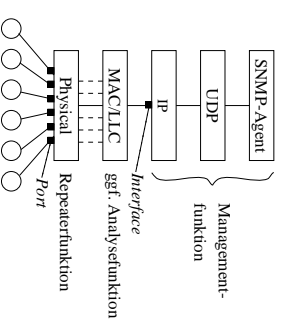 SNMP-Agent
UDP
Management-
funktion
IP
Interface
MAC/LLC
ggf. Analysefunktion
Physical
Repeaterfunktion
Port